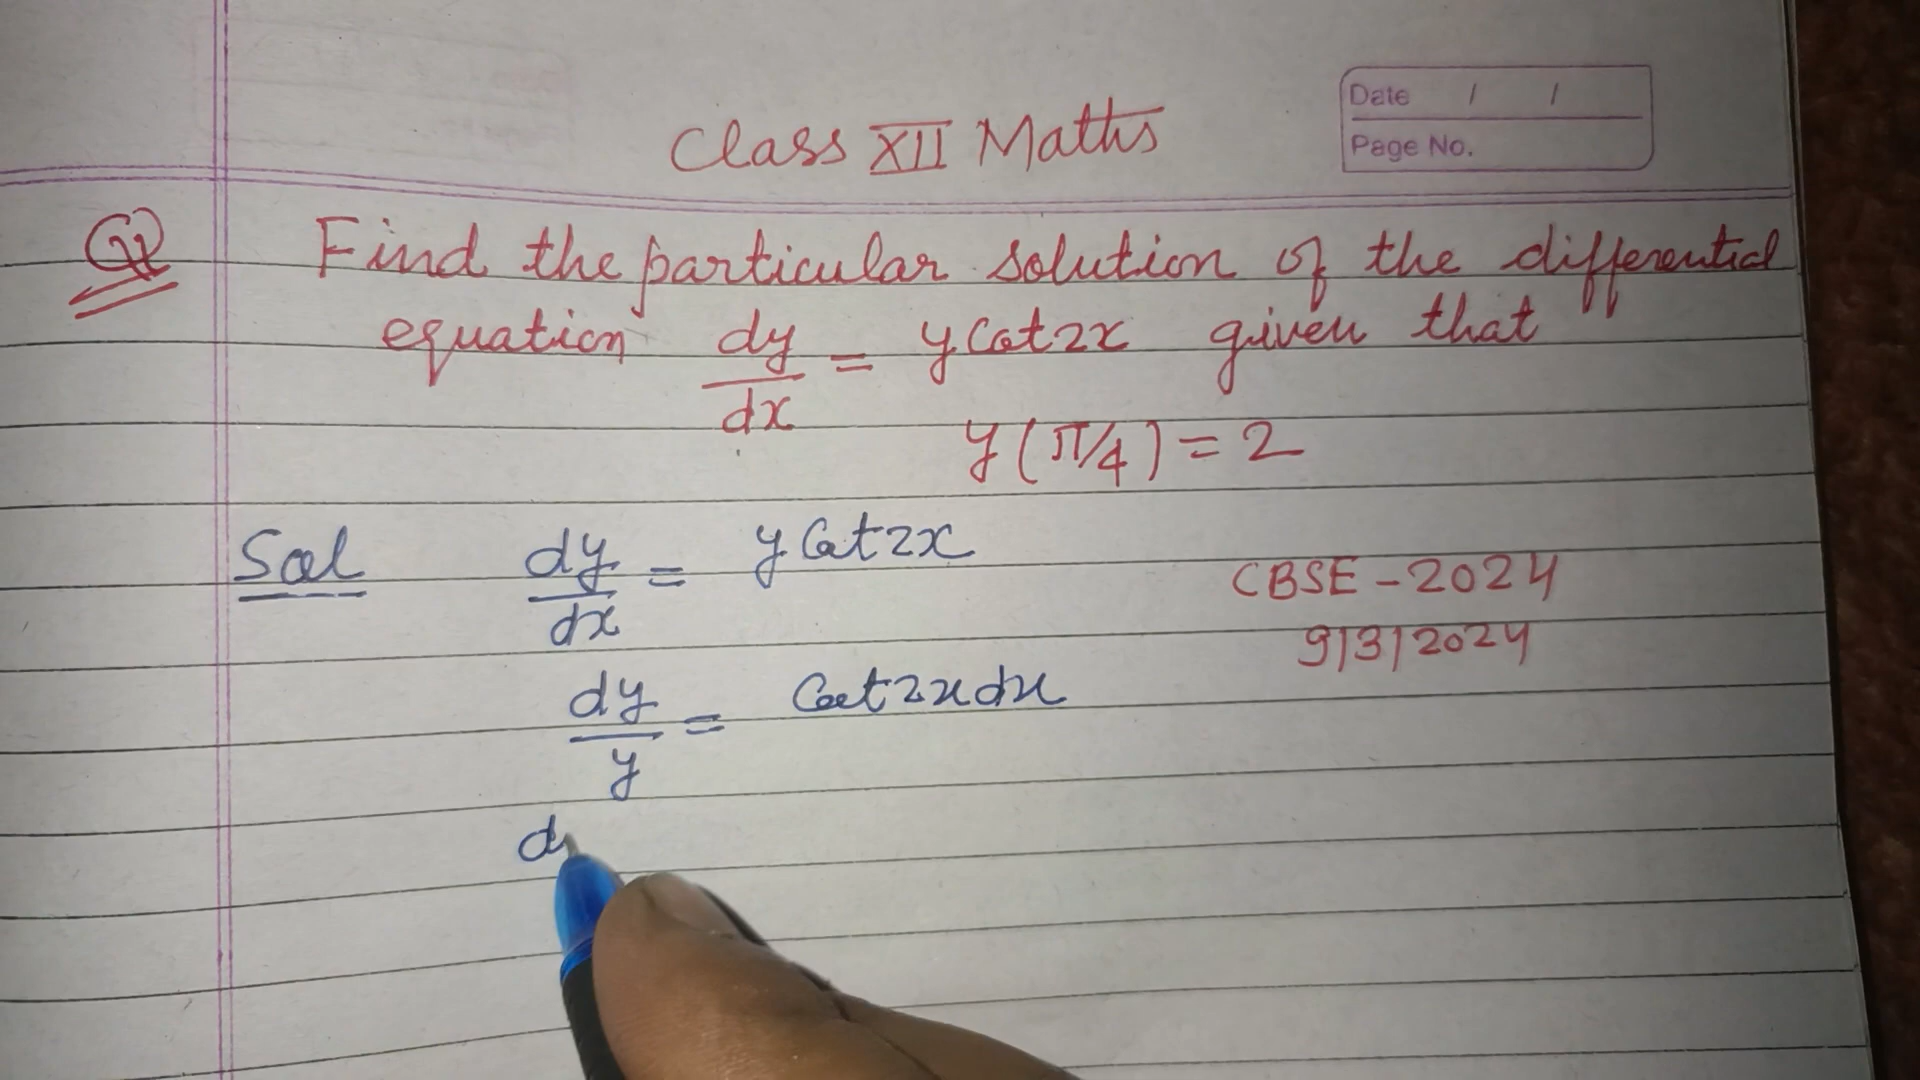 Class XII Maths
Date / /
Page No.
Q Find the particular solution of the differential
equation dy/dx = y Cot2x given that
y(π/4) = 2
Sol dy/dx = y Cot2x
CBSE - 2024
9/3/2024
dy/y = Cot2x dx